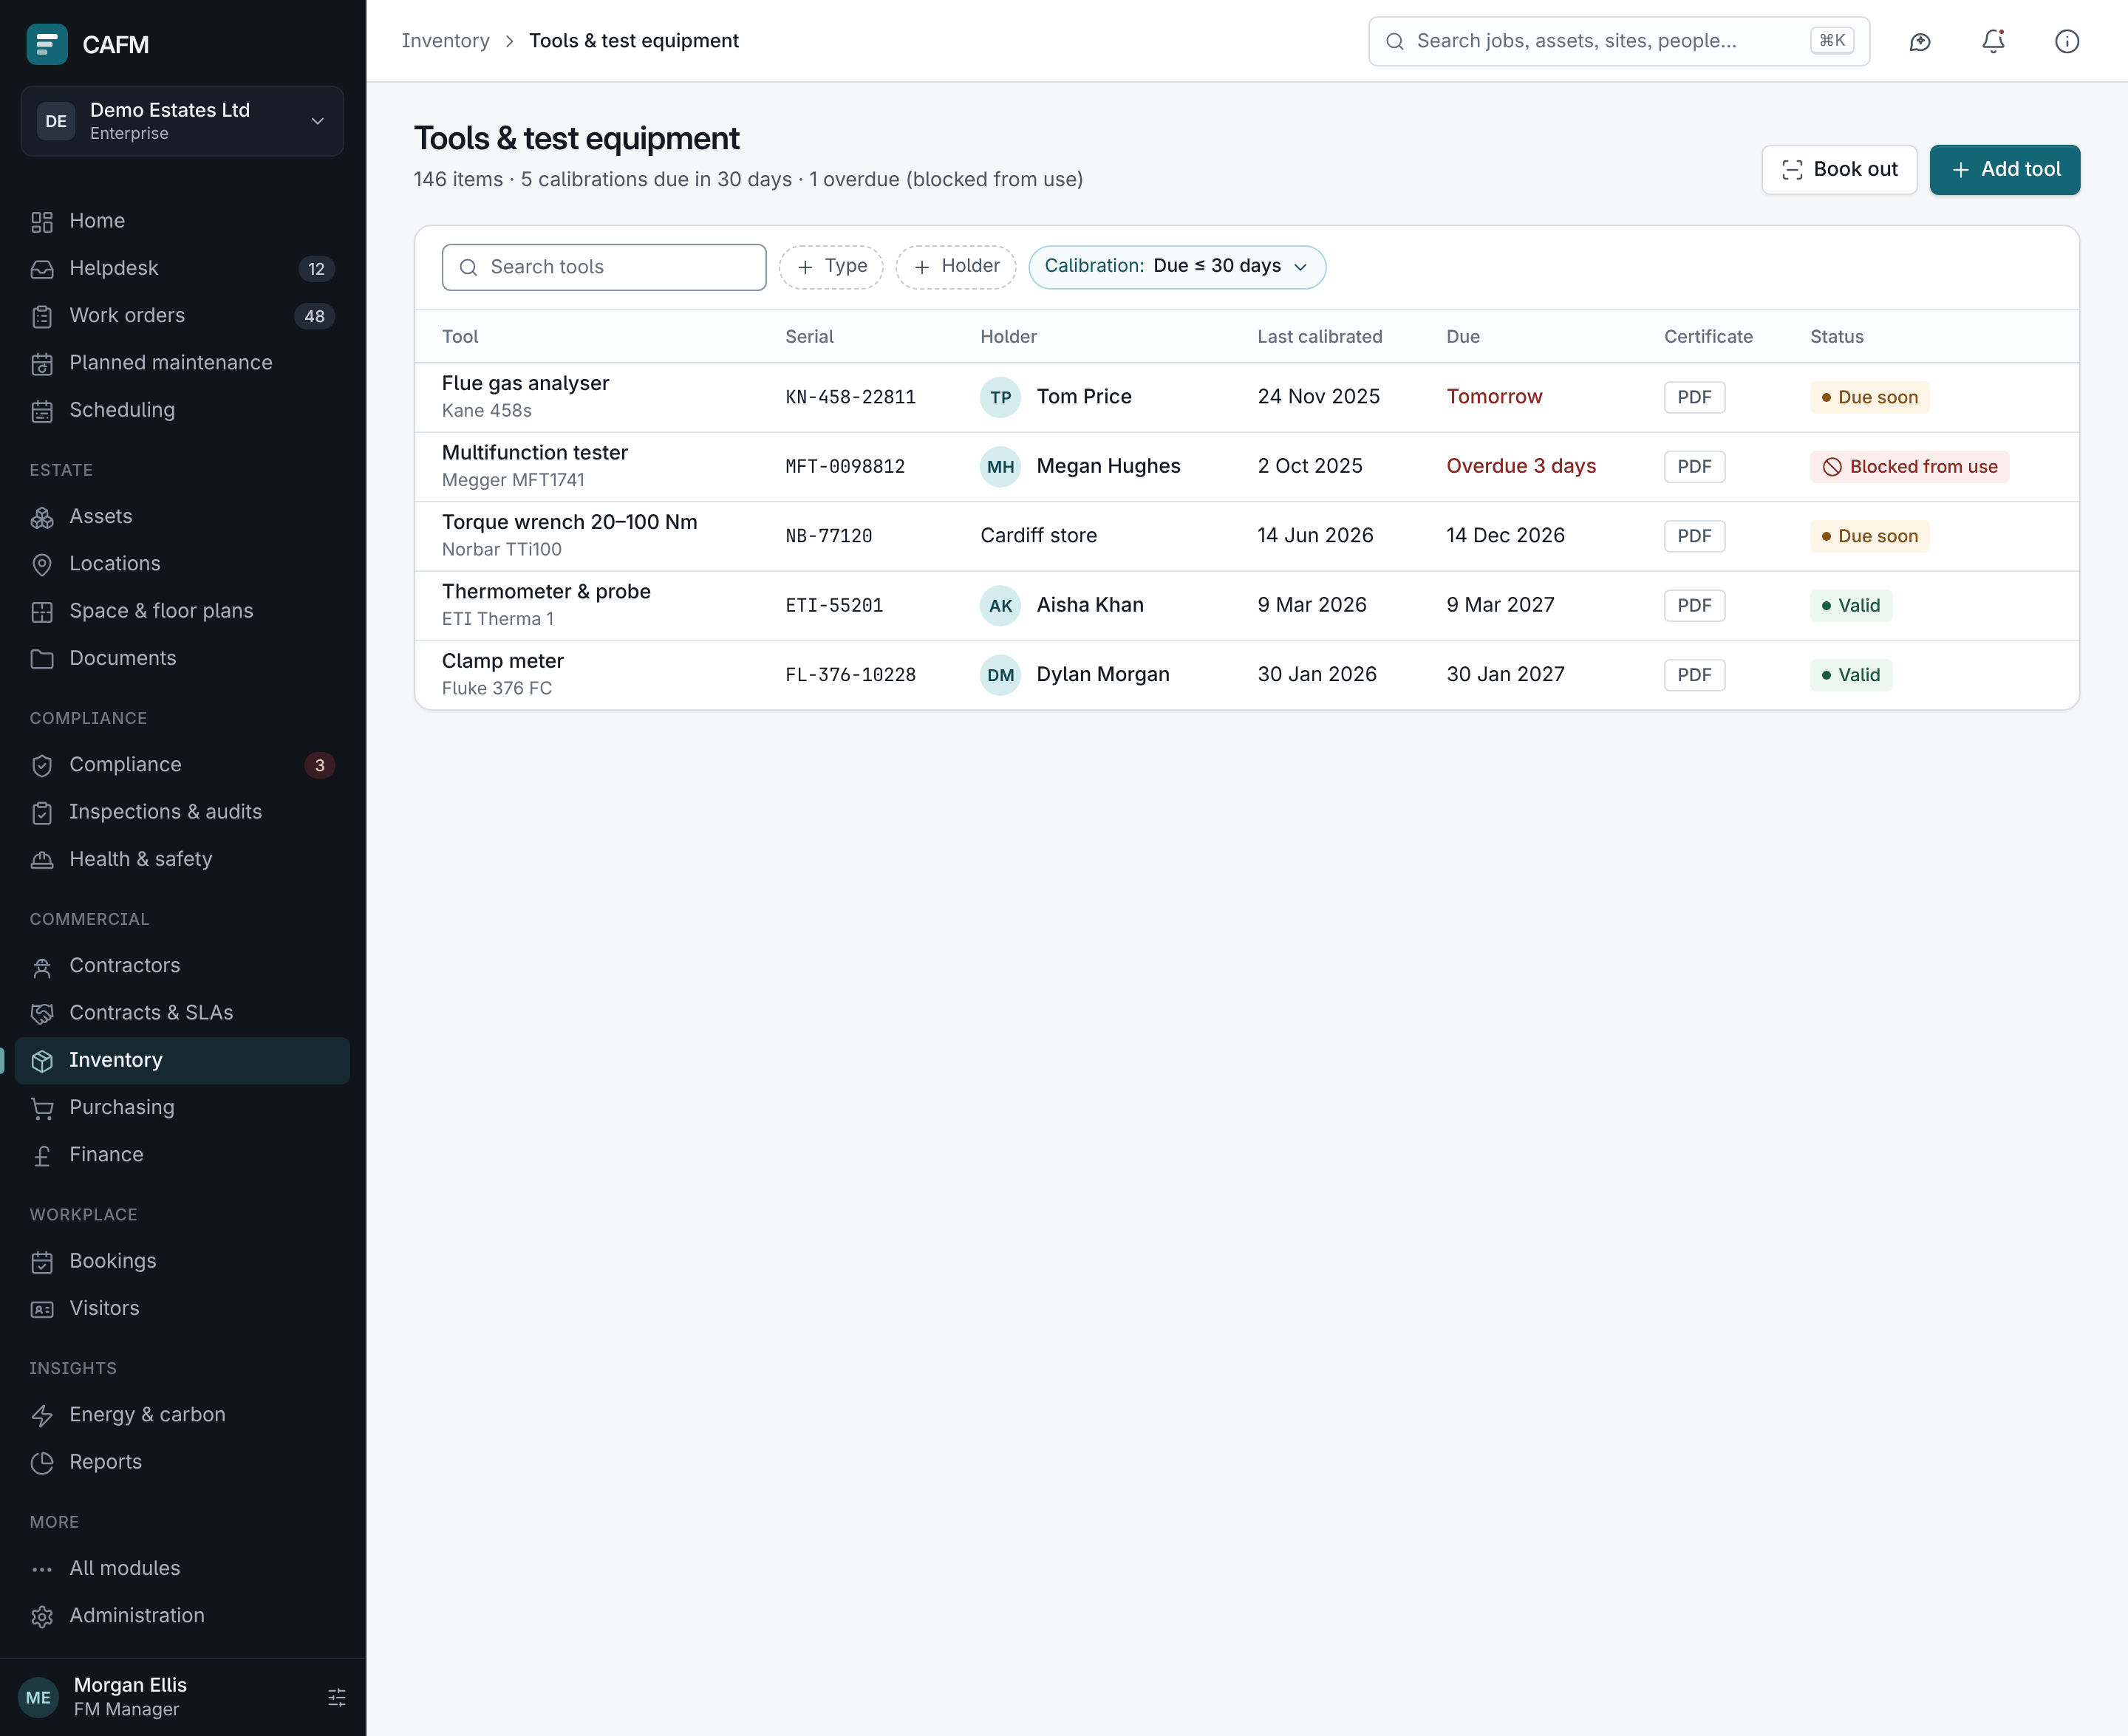 CAFM
DE
Demo Estates Ltd
Enterprise
Home
Helpdesk 12
Work orders 48
Planned maintenance
Scheduling
ESTATE
Assets
Locations
Space & floor plans
Documents
COMPLIANCE
Compliance 3
Inspections & audits
Health & safety
COMMERCIAL
Contractors
Contracts & SLAs
Inventory
Purchasing
Finance
WORKPLACE
Bookings
Visitors
INSIGHTS
Energy & carbon
Reports
MORE
All modules
Administration
ME
Morgan Ellis
FM Manager
Inventory > Tools & test equipment
Search jobs, assets, sites, people... ⌘K
Tools & test equipment
146 items · 5 calibrations due in 30 days · 1 overdue (blocked from use)
Book out
+ Add tool
Search tools
+ Type
+ Holder
Calibration: Due ≤ 30 days
Tool Serial Holder Last calibrated Due Certificate Status
Flue gas analyser
Kane 458s
KN-458-22811 TP Tom Price 24 Nov 2025 Tomorrow PDF Due soon
Multifunction tester
Megger MFT1741
MFT-0098812 MH Megan Hughes 2 Oct 2025 Overdue 3 days PDF Blocked from use
Torque wrench 20–100 Nm
Norbar TTi100
NB-77120 Cardiff store 14 Jun 2026 14 Dec 2026 PDF Due soon
Thermometer & probe
ETI Therma 1
ETI-55201 AK Aisha Khan 9 Mar 2026 9 Mar 2027 PDF Valid
Clamp meter
Fluke 376 FC
FL-376-10228 DM Dylan Morgan 30 Jan 2026 30 Jan 2027 PDF Valid